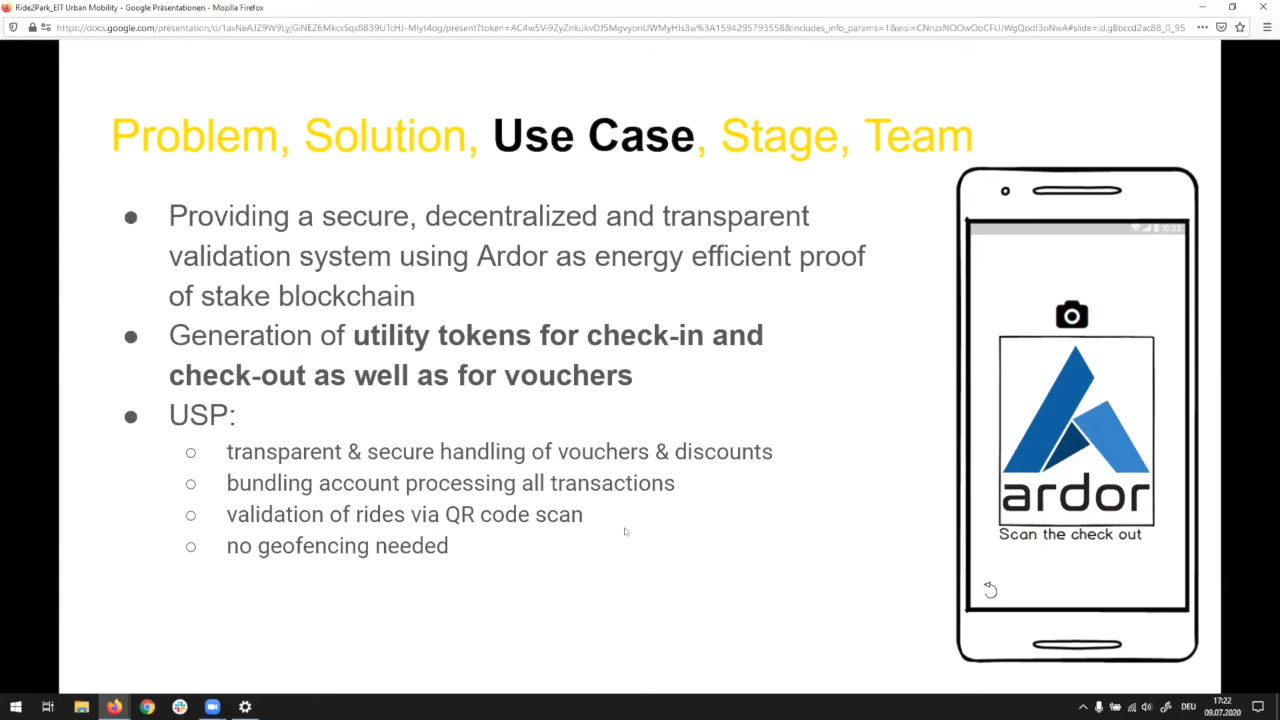 Ride2Park_EIT Urban Mobility - Google Präsentationen - Mozilla Firefox
Problem, Solution, Use Case, Stage, Team
● Providing a secure, decentralized and transparent
validation system using Ardor as energy efficient proof
of stake blockchain
● Generation of utility tokens for check-in and
check-out as well as for vouchers
● USP:
○ transparent & secure handling of vouchers & discounts
○ bundling account processing all transactions
○ validation of rides via QR code scan
○ no geofencing needed
10:22
ardor
Scan the check out
DEU
17:22
09.07.2020